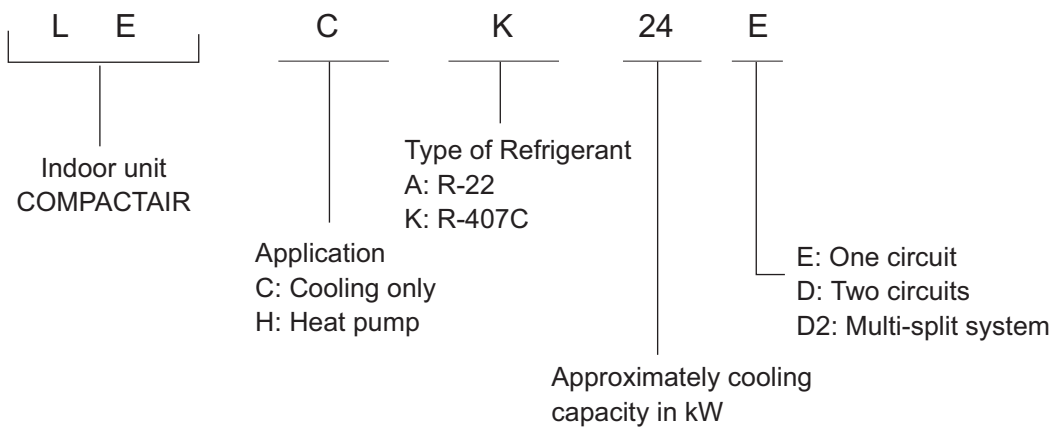 L E C K 24 E
Indoor unit
COMPACTAIR
Type of Refrigerant
A: R-22
K: R-407C
Application
C: Cooling only
H: Heat pump
E: One circuit
D: Two circuits
D2: Multi-split system
Approximately cooling
capacity in kW